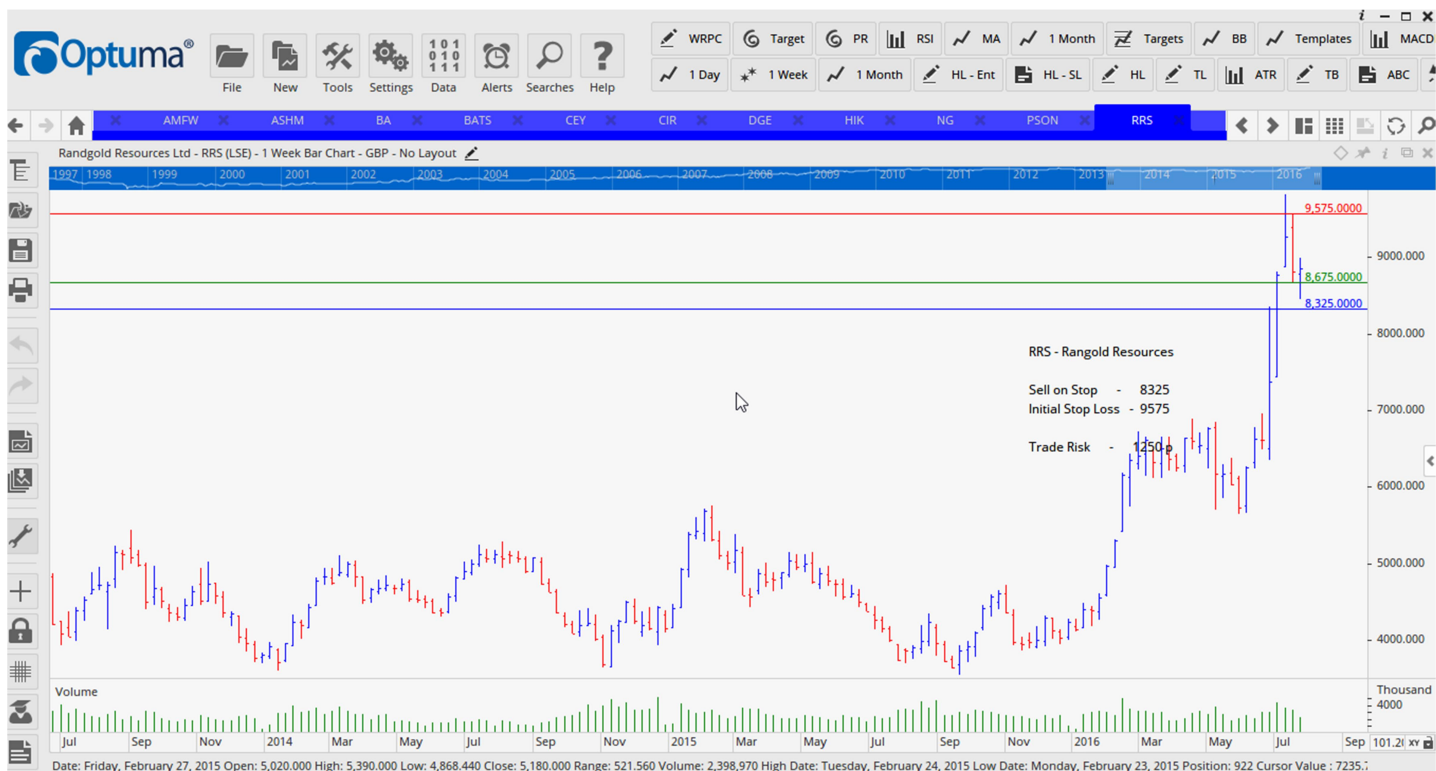 i
Optuma®
WRPC Target PR RSI MA 1 Month Targets BB Templates MACD
1 Day 1 Week 1 Month HL - Ent HL - SL HL TL ATR TB ABC
101
010
111
File New Tools Settings Data Alerts Searches Help
AMFW ASHM BA BATS CEY CIR DGE HIK NG PSON RRS
Randgold Resources Ltd - RRS (LSE) - 1 Week Bar Chart - GBP - No Layout
1997 1998 1999 2000 2001 2002 2003 2004 2005 2006 2007 2008 2009 2010 2011 2012 2013 2014 2015 2016
9,575.0000
9000.000
8,675.0000
8,325.0000
8000.000
RRS - Rangold Resources
Sell on Stop - 8325
Initial Stop Loss - 9575
7000.000
Trade Risk - 1250 p
6000.000
5000.000
4000.000
Volume
Thousand
4000
Jul Sep Nov 2014 Mar May Jul Sep Nov 2015 Mar May Jul Sep Nov 2016 Mar May Jul Sep 101.2 XY
Date: Friday, February 27, 2015 Open: 5,020.000 High: 5,390.000 Low: 4,868.440 Close: 5,180.000 Range: 521.560 Volume: 2,398,970 High Date: Tuesday, February 24, 2015 Low Date: Monday, February 23, 2015 Position: 922 Cursor Value : 7235.